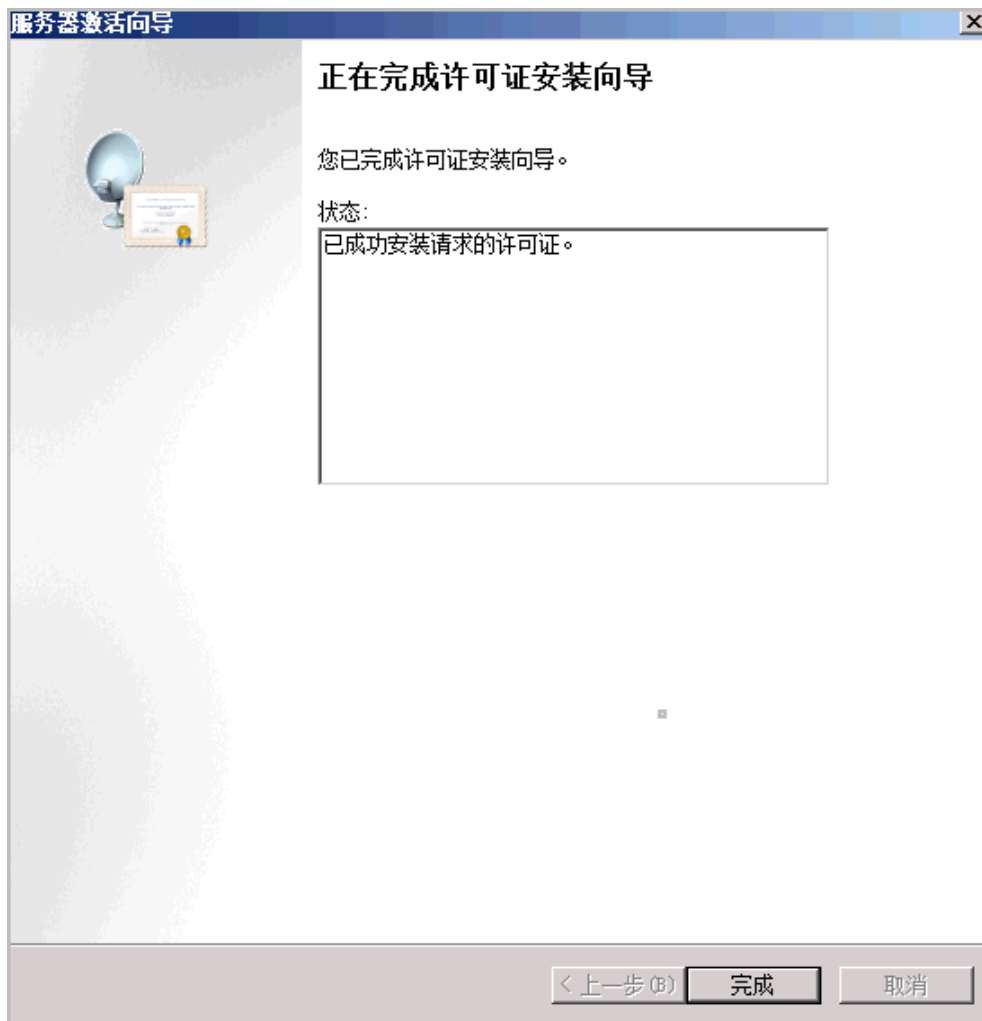 服务器激活向导
正在完成许可证安装向导
您已完成许可证安装向导。
状态:
已成功安装请求的许可证。
< 上一步(B)
完成
取消